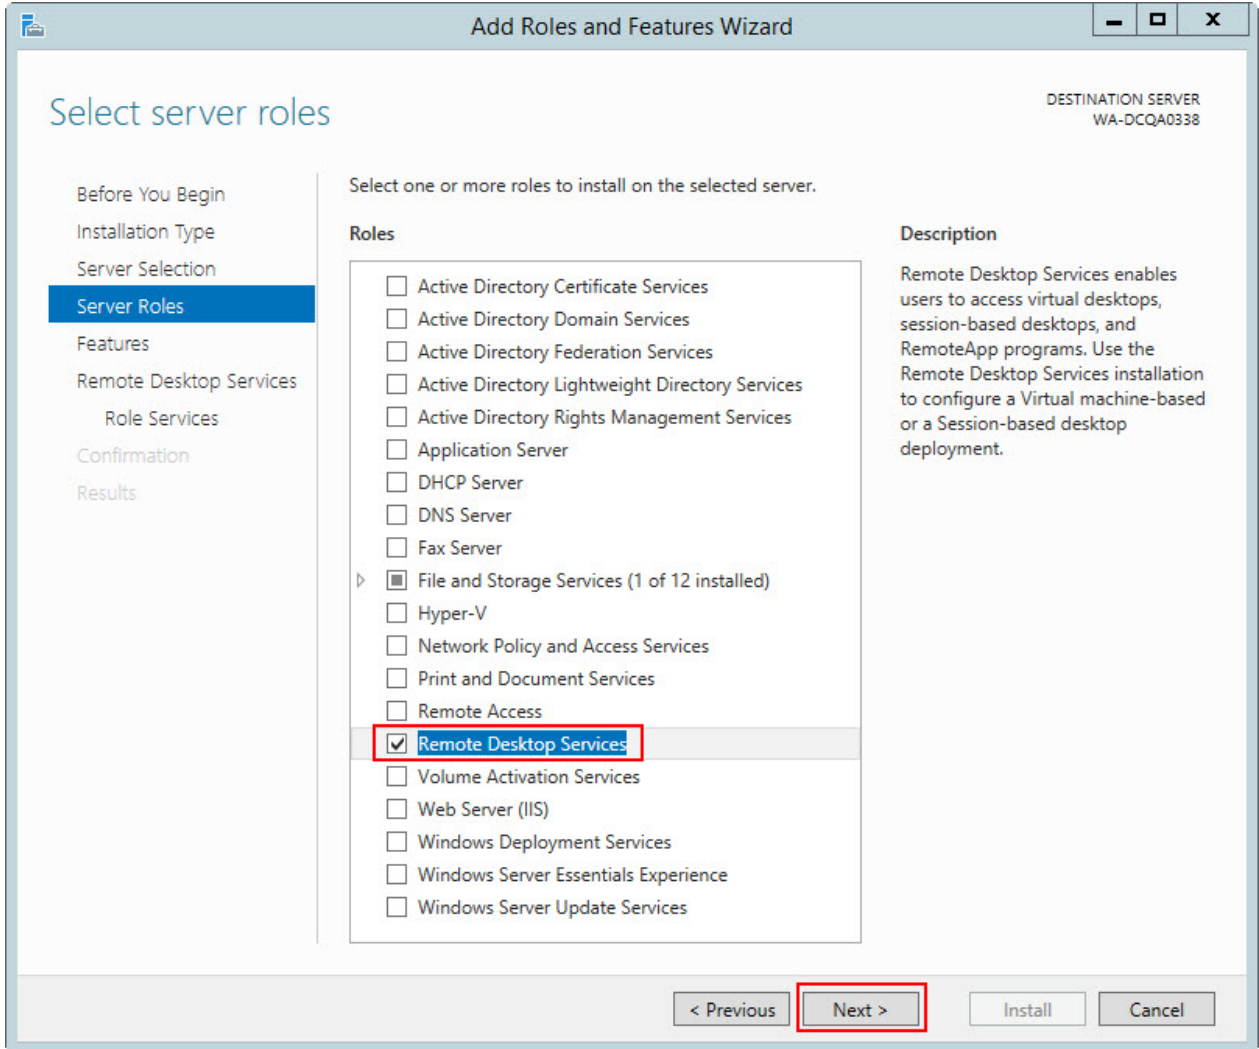 Add Roles and Features Wizard
Select server roles
DESTINATION SERVER
WA-DCQA0338
Before You Begin
Installation Type
Server Selection
Server Roles
Features
Remote Desktop Services
Role Services
Confirmation
Results
Select one or more roles to install on the selected server.
Roles
Active Directory Certificate Services
Active Directory Domain Services
Active Directory Federation Services
Active Directory Lightweight Directory Services
Active Directory Rights Management Services
Application Server
DHCP Server
DNS Server
Fax Server
File and Storage Services (1 of 12 installed)
Hyper-V
Network Policy and Access Services
Print and Document Services
Remote Access
Remote Desktop Services
Volume Activation Services
Web Server (IIS)
Windows Deployment Services
Windows Server Essentials Experience
Windows Server Update Services
Description
Remote Desktop Services enables
users to access virtual desktops,
session-based desktops, and
RemoteApp programs. Use the
Remote Desktop Services installation
to configure a Virtual machine-based
or a Session-based desktop
deployment.
< Previous
Next >
Install
Cancel